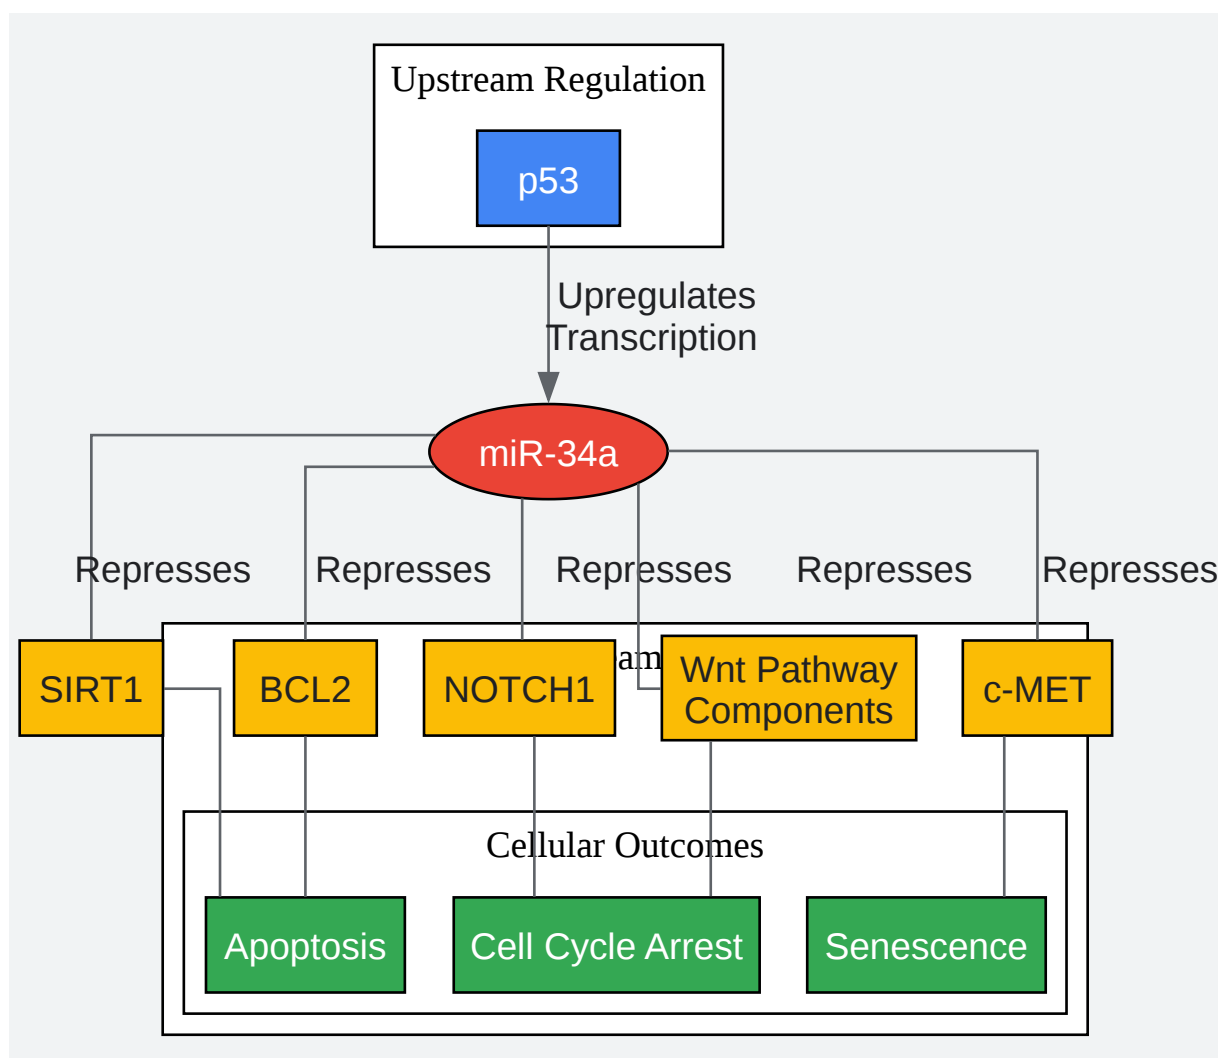 Upstream Regulation
p53
Upregulates
Transcription
miR-34a
Represses
Represses
Represses
Represses
Represses
SIRT1
BCL2
NOTCH1
Wnt Pathway
Components
c-MET
Cellular Outcomes
Apoptosis
Cell Cycle Arrest
Senescence